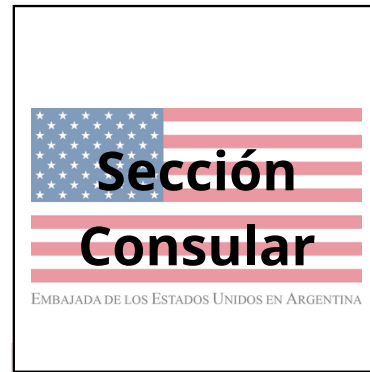 Sección
Consular
EMBAJADA DE LOS ESTADOS UNIDOS EN ARGENTINA